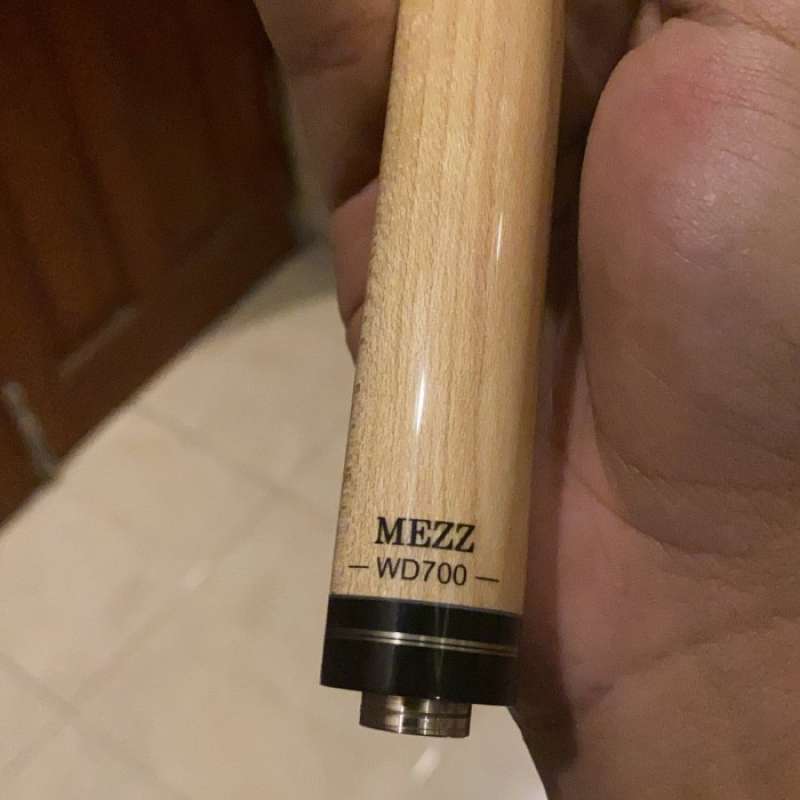 MEZZ
— WD700 —